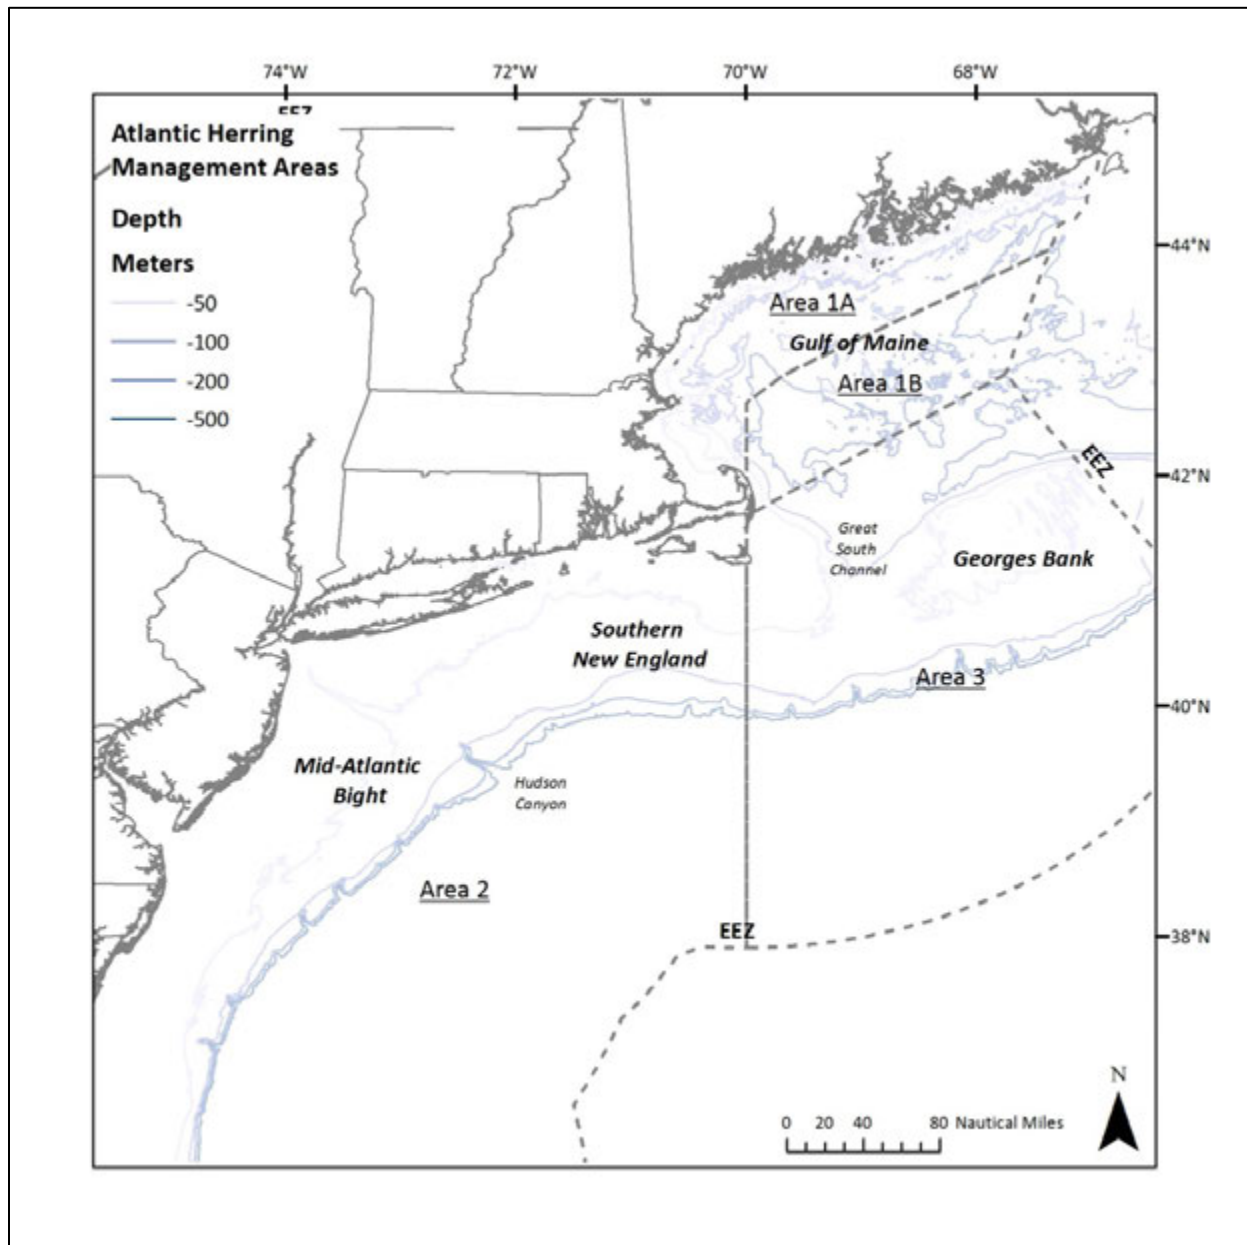 74°W 72°W 70°W 68°W
EEZ
Atlantic Herring
Management Areas
Depth
Meters
-50
-100
-200
-500
44°N
Area 1A
Gulf of Maine
Area 1B
EEZ
42°N
Great
South
Channel
Georges Bank
Southern
New England
Area 3
40°N
Mid-Atlantic
Bight
Hudson
Canyon
Area 2
EEZ
38°N
N
0 20 40 80 Nautical Miles